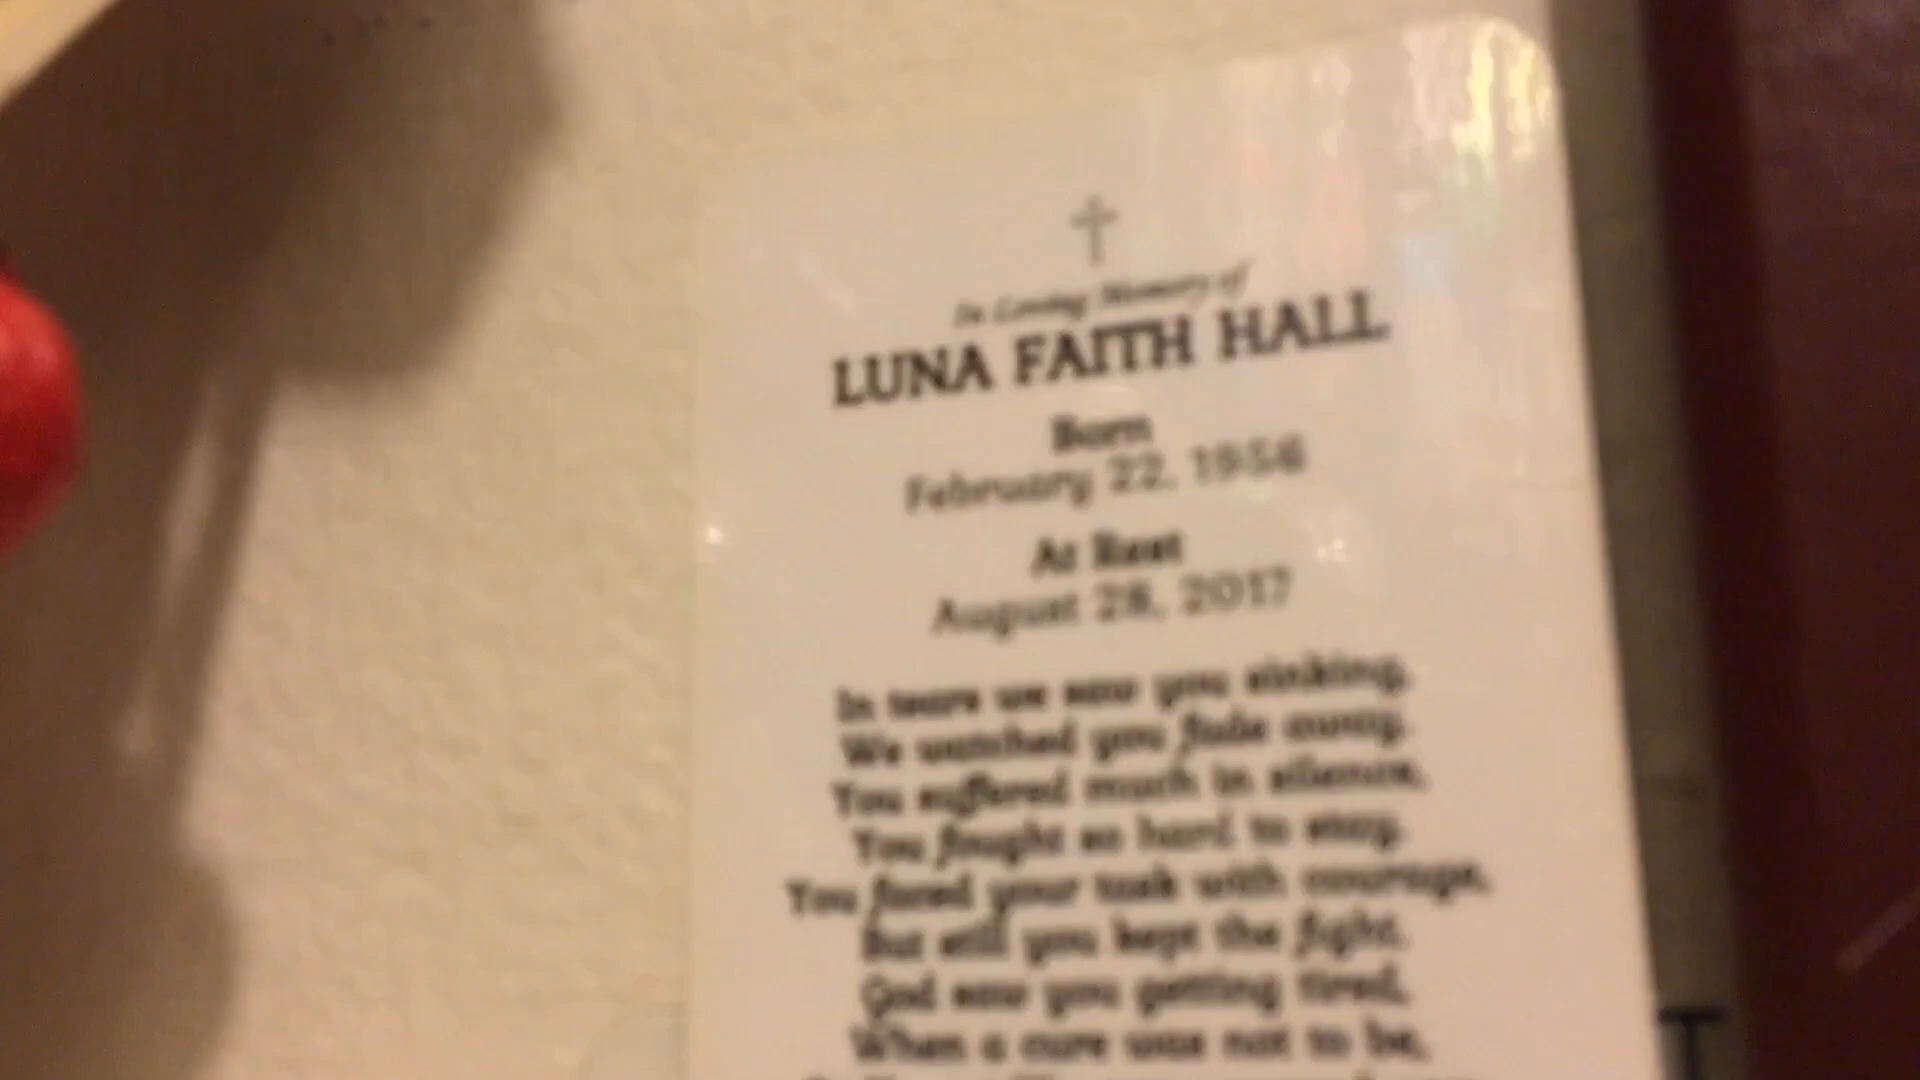 In Loving Memory of
LUNA FAITH HALL
Born
February 22, 1956
At Rest
August 28, 2017
In tears we saw you sinking,
We watched you fade away.
You suffered much in silence,
You fought so hard to stay.
You faced your task with courage,
But still you kept the fight.
God saw you getting tired,
When a cure was not to be,